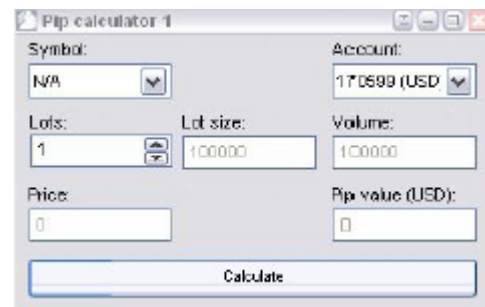 Pip calculator 1
Symbol: Account:
N/A 170599 (USD)
Lots: Lot size: Volume:
1 100000 100000
Price: Pip value (USD):
0 0
Calculate